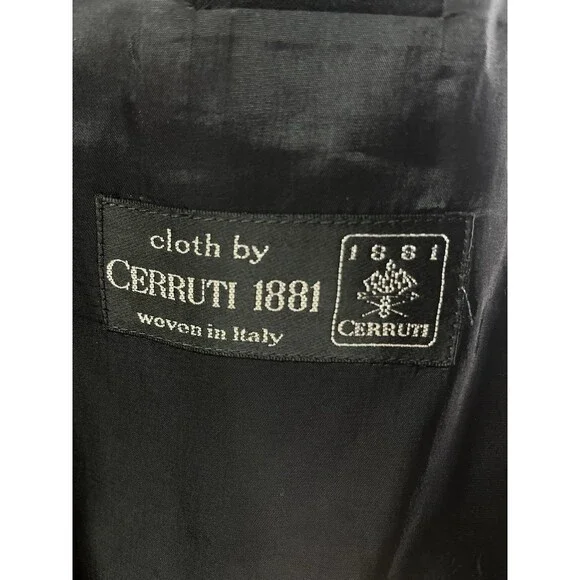 cloth by
CERRUTI 1881
woven in Italy
1881
CERRUTI